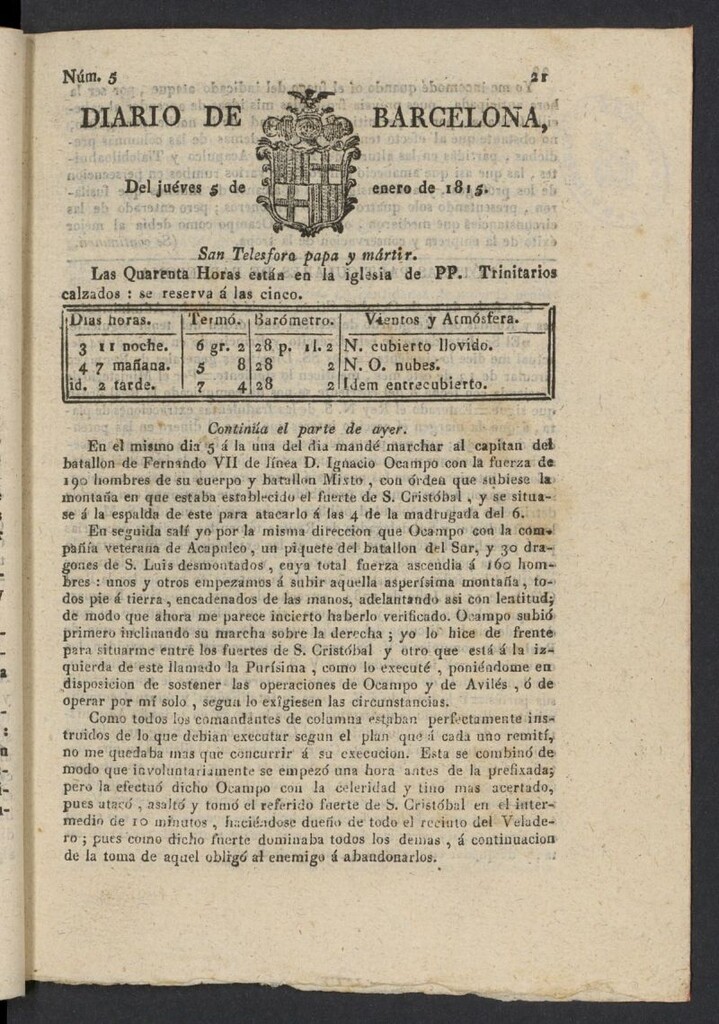 Núm. 5 21
DIARIO DE BARCELONA,
Del juéves 5 de enero de 1815.
San Telesforo papa y mártir.
Las Quarenta Horas están en la iglesia de PP. Trinitarios
calzados : se reserva á las cinco.
Dias horas. Termó. Barómetro. Vientos y Atmósfera.
3 11 noche. 6 gr. 2 28 p. 1l. 2 N. cubierto llovido.
4 7 mañana. 5 8 28 2 N. O. nubes.
id. 2 tarde. 7 4 28 2 Idem entrecubierto.
Continúa el parte de ayer.
En el mismo dia 5 á la una del dia mandé marchar al capitan del
batallon de Fernando VII de línea D. Ignacio Ocampo con la fuerza de
190 hombres de su cuerpo y batallon Mixto , con órden que subiese la
montaña en que estaba establecido el fuerte de S. Cristóbal , y se situa-
se á la espalda de este para atacarlo á las 4 de la madrugada del 6.
En seguida salí yo por la misma direccion que Ocampo con la com-
pañía veterana de Acapulco , un piquete del batallon del Sur, y 30 dra-
gones de S. Luis desmontados , cuya total fuerza ascendia á 160 hom-
bres : unos y otros empezamos á subir aquella asperísima montaña, to-
dos pie á tierra , encadenados de las manos, adelantando asi con lentitud;
de modo que ahora me parece incierto haberlo verificado. Ocampo subió
primero inclinando su marcha sobre la derecha ; yo lo hice de frente
para situarme entré los fuertes de S. Cristóbal y otro que está á la iz-
quierda de este llamado la Purísima , como lo executé , poniéndome en
disposicion de sostener las operaciones de Ocampo y de Avilés , ó de
operar por mí solo , segun lo exîgiesen las circunstancias.
Como todos los comandantes de columna estaban perfectamente ins-
truidos de lo que debian executar segun el plan que á cada uno remití,
no me quedaba mas que concurrir á su execucion. Esta se combinó de
modo que involuntariamente se empezó una hora antes de la prefixada;
pero la efectuó dicho Ocampo con la celeridad y tino mas acertado,
pues atacó , asaltó y tomó el referido fuerte de S. Cristóbal en el inter-
medio de 10 minutos , haciéndose dueño de todo el recinto del Velade-
ro ; pues como dicho fuerte dominaba todos los demas , á continuacion
de la toma de aquel obligó al enemigo á abandonarlos.